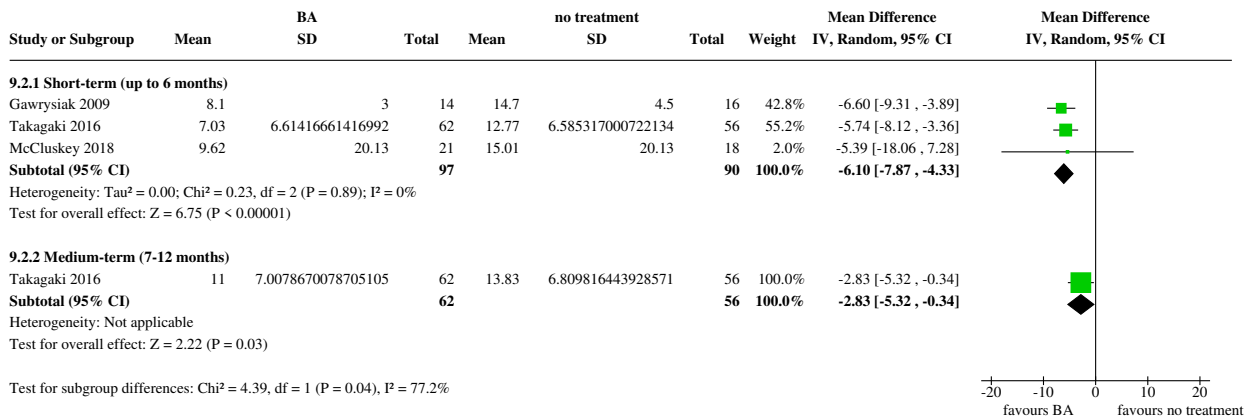 BA no treatment Mean Difference Mean Difference
Study or Subgroup Mean SD Total Mean SD Total Weight IV, Random, 95% CI IV, Random, 95% CI
9.2.1 Short-term (up to 6 months)
Gawrysiak 2009 8.1 3 14 14.7 4.5 16 42.8% -6.60 [-9.31 , -3.89]
Takagaki 2016 7.03 6.61416661416992 62 12.77 6.585317000722134 56 55.2% -5.74 [-8.12 , -3.36]
McCluskey 2018 9.62 20.13 21 15.01 20.13 18 2.0% -5.39 [-18.06 , 7.28]
Subtotal (95% CI) 97 90 100.0% -6.10 [-7.87 , -4.33]
Heterogeneity: Tau² = 0.00; Chi² = 0.23, df = 2 (P = 0.89); I² = 0%
Test for overall effect: Z = 6.75 (P < 0.00001)
9.2.2 Medium-term (7-12 months)
Takagaki 2016 11 7.0078670078705105 62 13.83 6.809816443928571 56 100.0% -2.83 [-5.32 , -0.34]
Subtotal (95% CI) 62 56 100.0% -2.83 [-5.32 , -0.34]
Heterogeneity: Not applicable
Test for overall effect: Z = 2.22 (P = 0.03)
Test for subgroup differences: Chi² = 4.39, df = 1 (P = 0.04), I² = 77.2%
-20 -10 0 10 20
favours BA favours no treatment